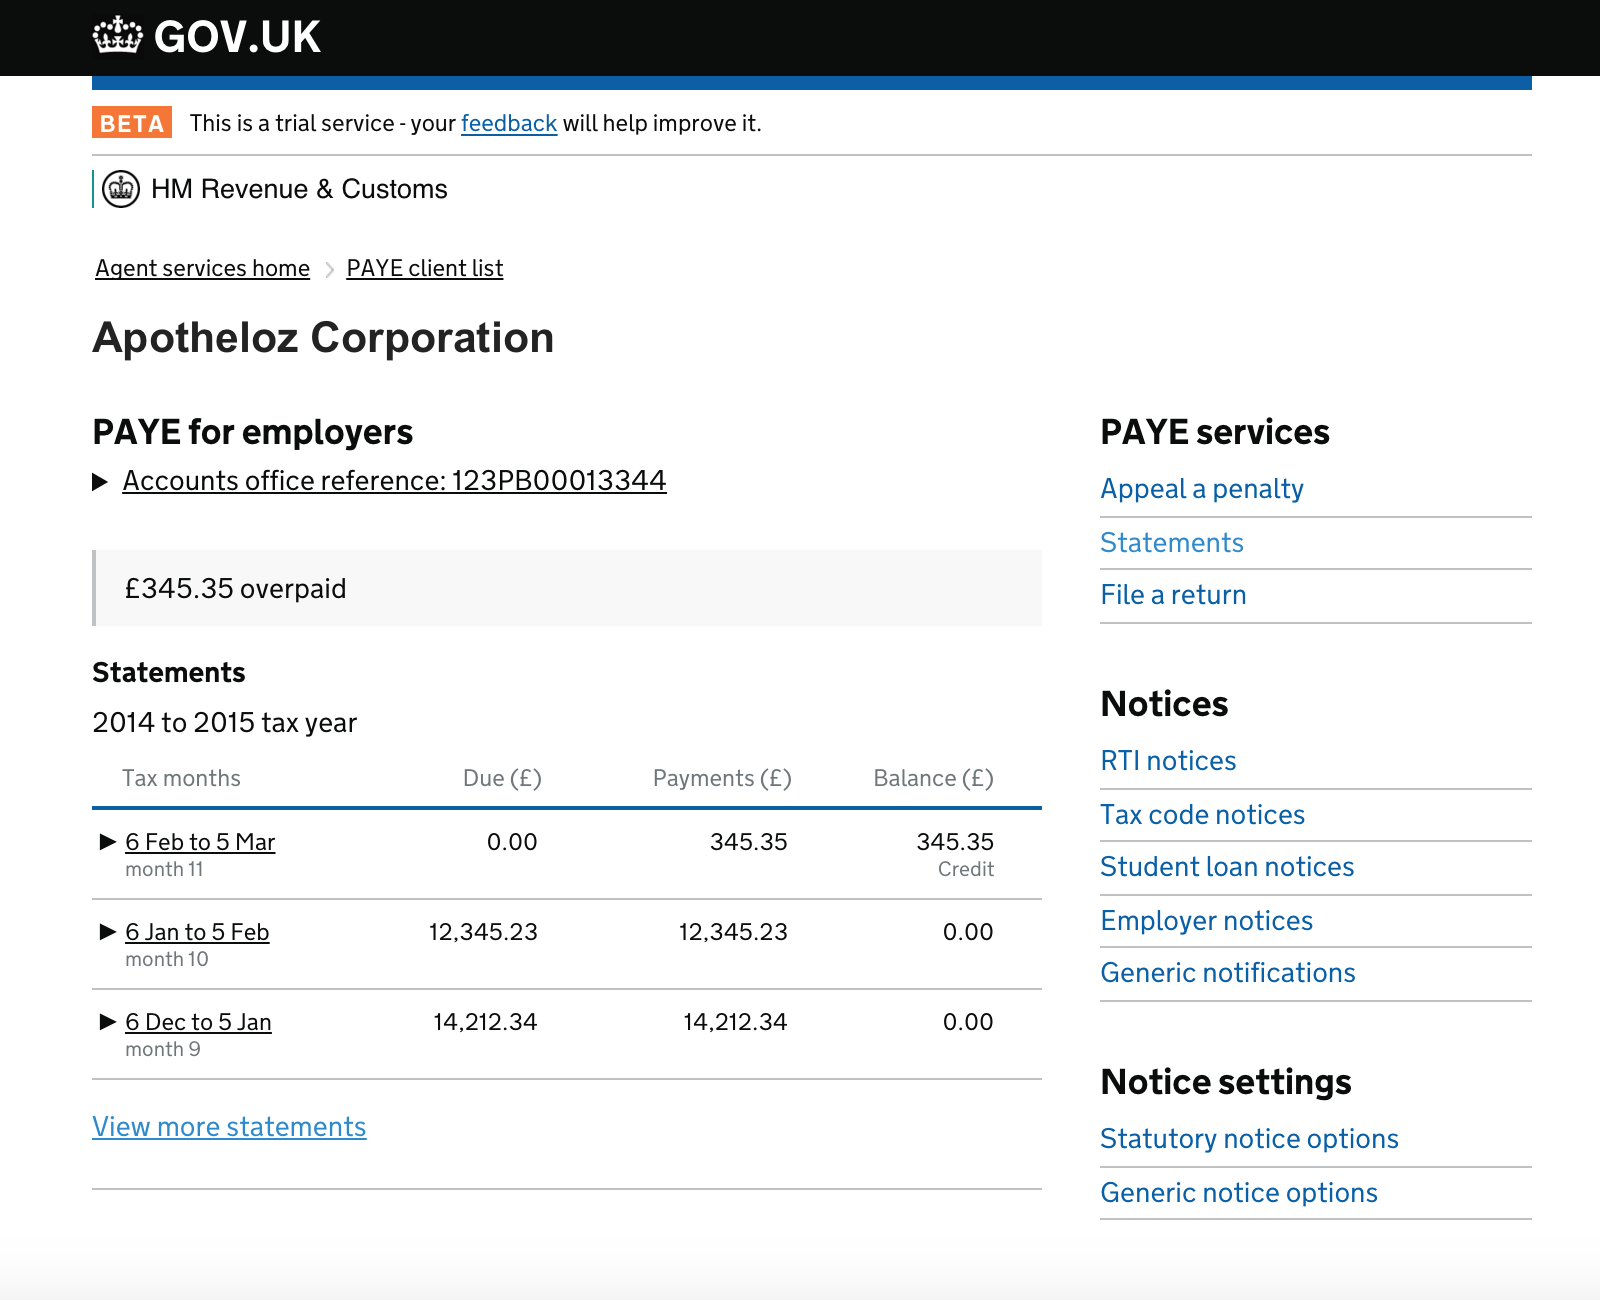 GOV.UK
BETA This is a trial service - your feedback will help improve it.
HM Revenue & Customs
Agent services home PAYE client list
Apotheloz Corporation
PAYE for employers
Accounts office reference: 123PB00013344
£345.35 overpaid
Statements
2014 to 2015 tax year
Tax months Due (£) Payments (£) Balance (£)
6 Feb to 5 Mar 0.00 345.35 345.35
month 11 Credit
6 Jan to 5 Feb 12,345.23 12,345.23 0.00
month 10
6 Dec to 5 Jan 14,212.34 14,212.34 0.00
month 9
View more statements
PAYE services
Appeal a penalty
Statements
File a return
Notices
RTI notices
Tax code notices
Student loan notices
Employer notices
Generic notifications
Notice settings
Statutory notice options
Generic notice options